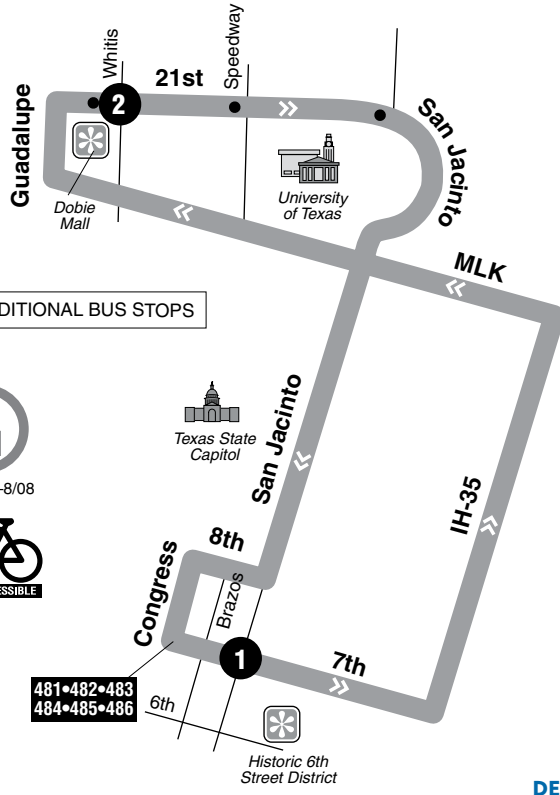 Whitis
21st
Speedway
2
Guadalupe
San Jacinto
Dobie
Mall
University
of Texas
MLK
DITIONAL BUS STOPS
Texas State
Capitol
San Jacinto
-8/08
IH-35
8th
Congress
ESSIBLE
Brazos
1
7th
481•482•483
484•485•486
6th
Historic 6th
Street District
DE